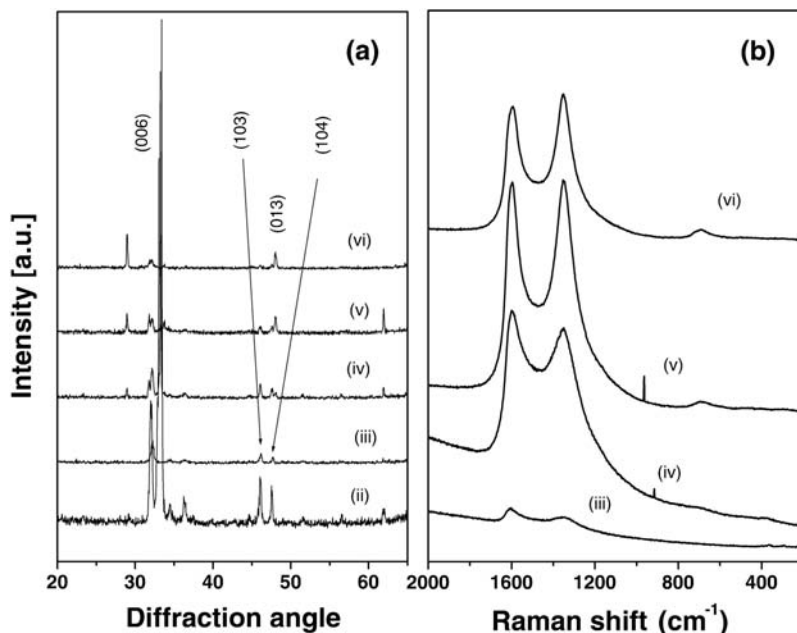 (a)
(b)
(006)
(103)
(104)
(013)
(vi)
(v)
(iv)
(iii)
(ii)
(vi)
(v)
(iv)
(iii)
Intensity [a.u.]
20 30 40 50 60
2000 1600 1200 800 400
Diffraction angle
Raman shift (cm⁻¹)